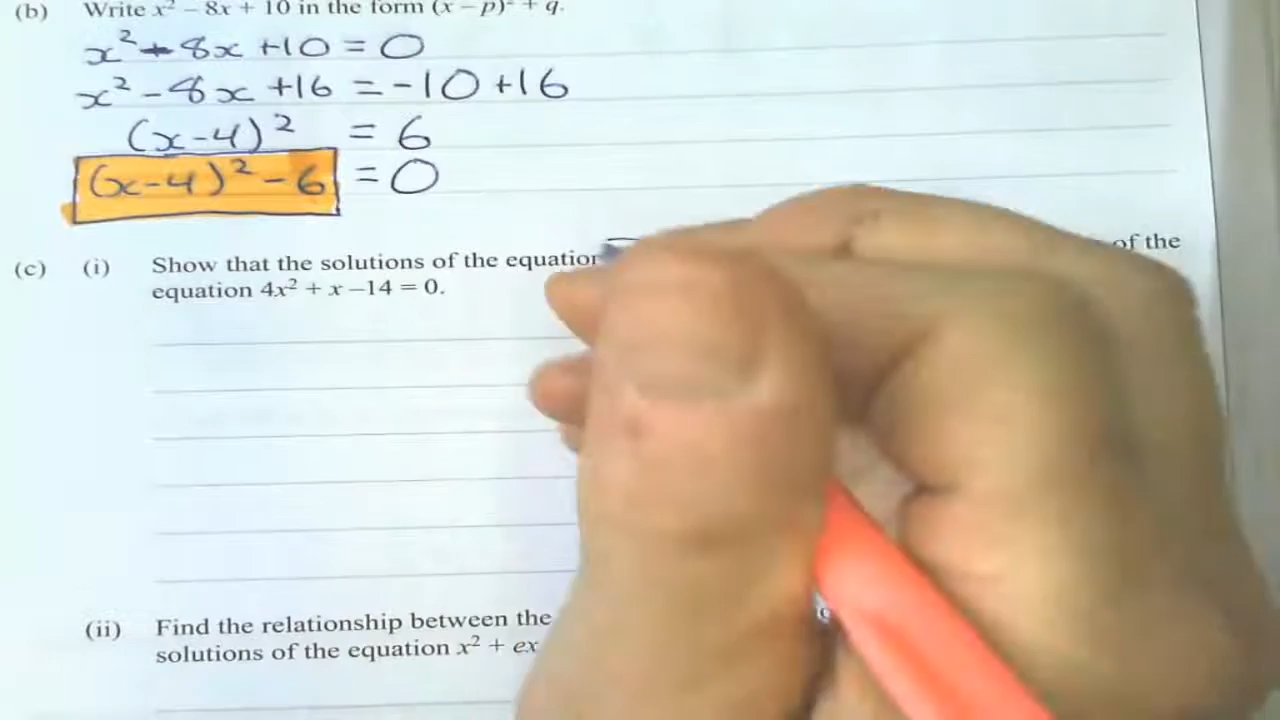 (b) Write x² – 8x + 10 in the form (x – p)² + q.
x² - 8x +10 = 0
x² - 8x +16 = -10 +16
(x-4)² = 6
(x-4)² - 6 = 0
(c) (i) Show that the solutions of the of the
equation 4x² + x –14 = 0.
(ii) Find the relationship between the
solutions of the equation x² + ex